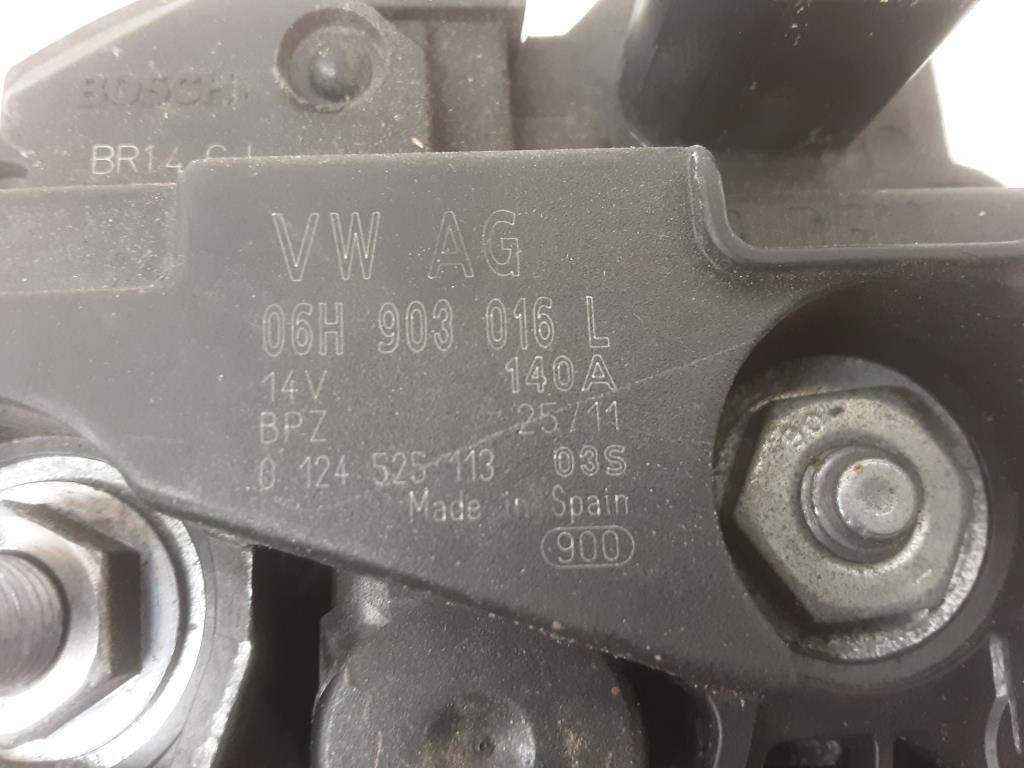 BOSCH
BR14
VW AG
06H 903 016 L
14V 140A
BPZ 25/11
0 124 525 113 03S
Made in Spain
900